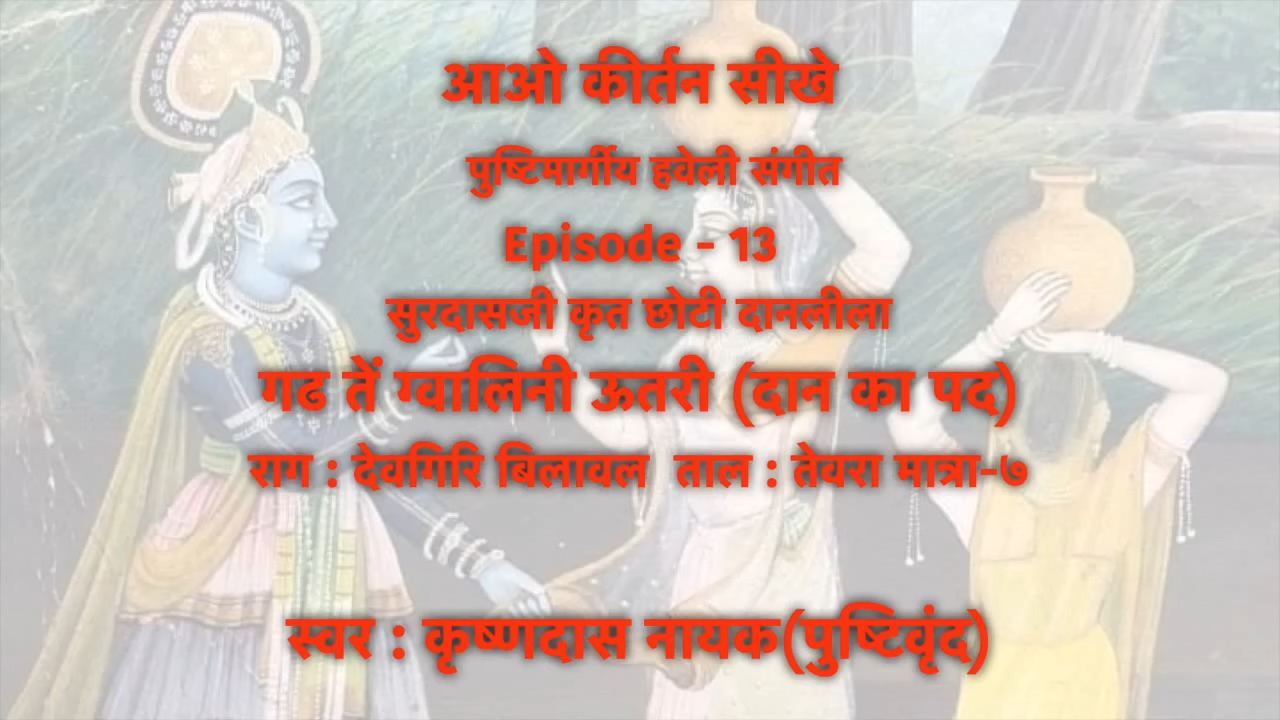 आओ कीर्तन सीखे
पुष्टिमार्गीय हवेली संगीत
Episode - 13
सुरदासजी कृत छोटी दानलीला
गढ तें ग्वालिनी ऊतरी (दान का पद)
राग : देवगिरि बिलावल ताल : तेवरा मात्रा-७
स्वर : कृष्णदास नायक(पुष्टिवृंद)